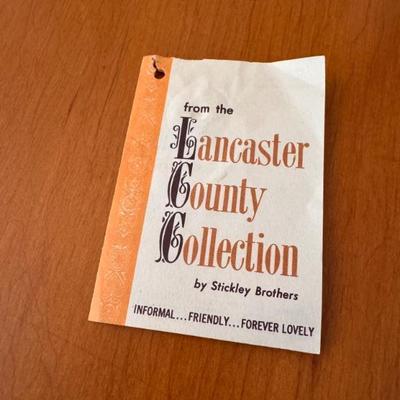 from the
Lancaster
County
Collection
by Stickley Brothers
INFORMAL...FRIENDLY...FOREVER LOVELY